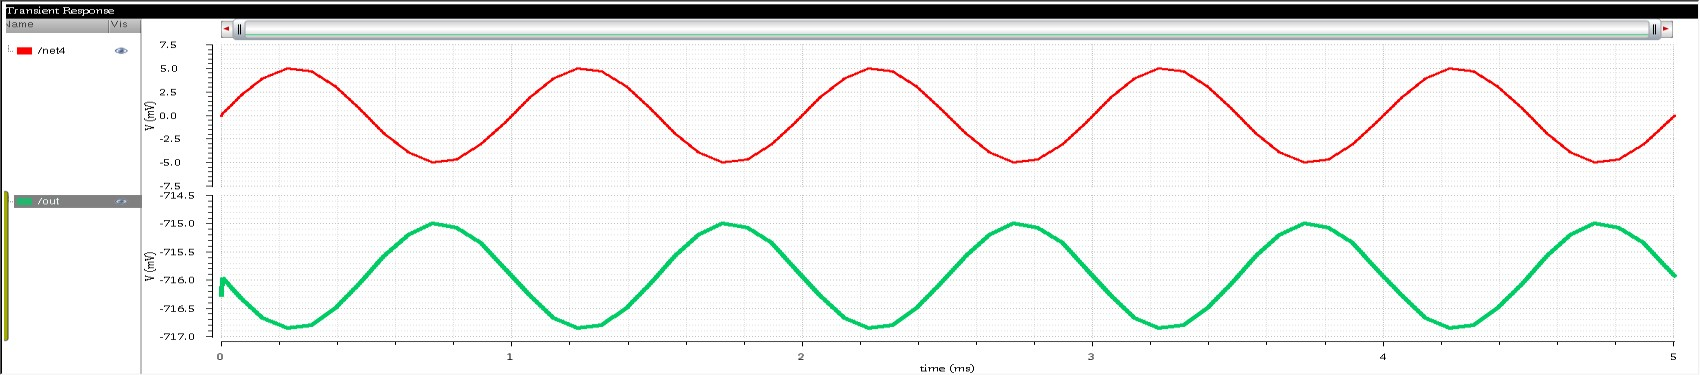 Transient Response
Name Vis
/net4
/out
7.5
5.0
2.5
0.0
-2.5
-5.0
-7.5
V (mV)
-714.5
-715.0
-715.5
-716.0
-716.5
-717.0
V (mV)
0 1 2 3 4 5
time (ms)